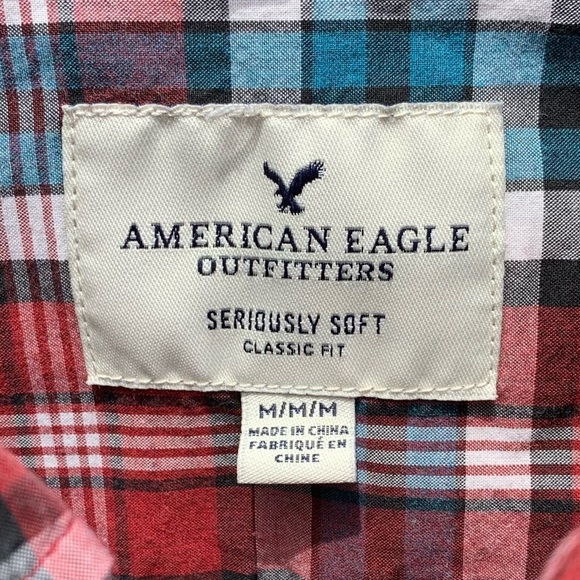 AMERICAN EAGLE
OUTFITTERS
SERIOUSLY SOFT
CLASSIC FIT
M/M/M
MADE IN CHINA
FABRIQUÉ EN
CHINE